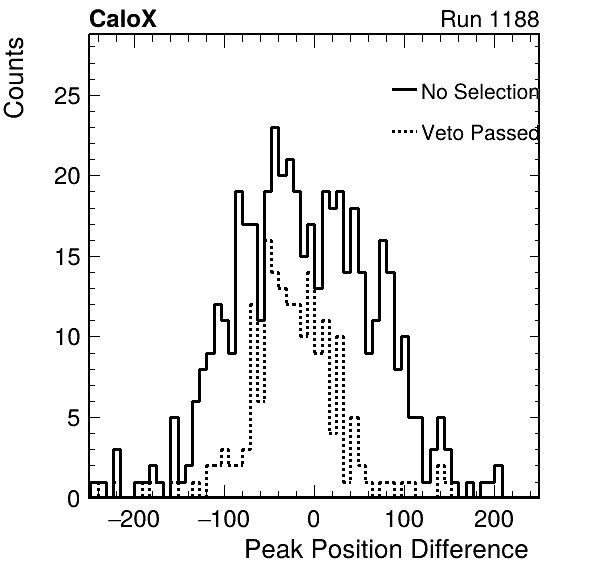 CaloX Run 1188
Counts
No Selection
Veto Passed
25
20
15
10
5
0
−200 −100 0 100 200
Peak Position Difference